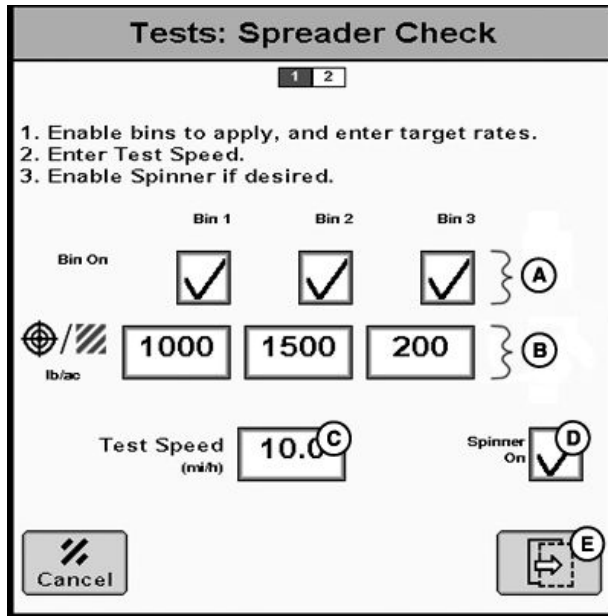 Tests: Spreader Check
1 2
1. Enable bins to apply, and enter target rates.
2. Enter Test Speed.
3. Enable Spinner if desired.
Bin 1 Bin 2 Bin 3
Bin On A
/ 1000 1500 200 B
lb/ac
Test Speed 10.0 C Spinner D
(mi/h) On
E
Cancel